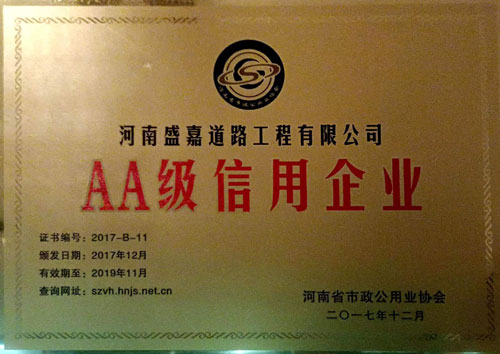 河南盛嘉道路工程有限公司
AA级信用企业
证书编号：2017-B-11
颁发日期：2017年12月
有效期至：2019年11月
查询网址：szvh.hnjs.net.cn
河南省市政公用业协会
二〇一七年十二月